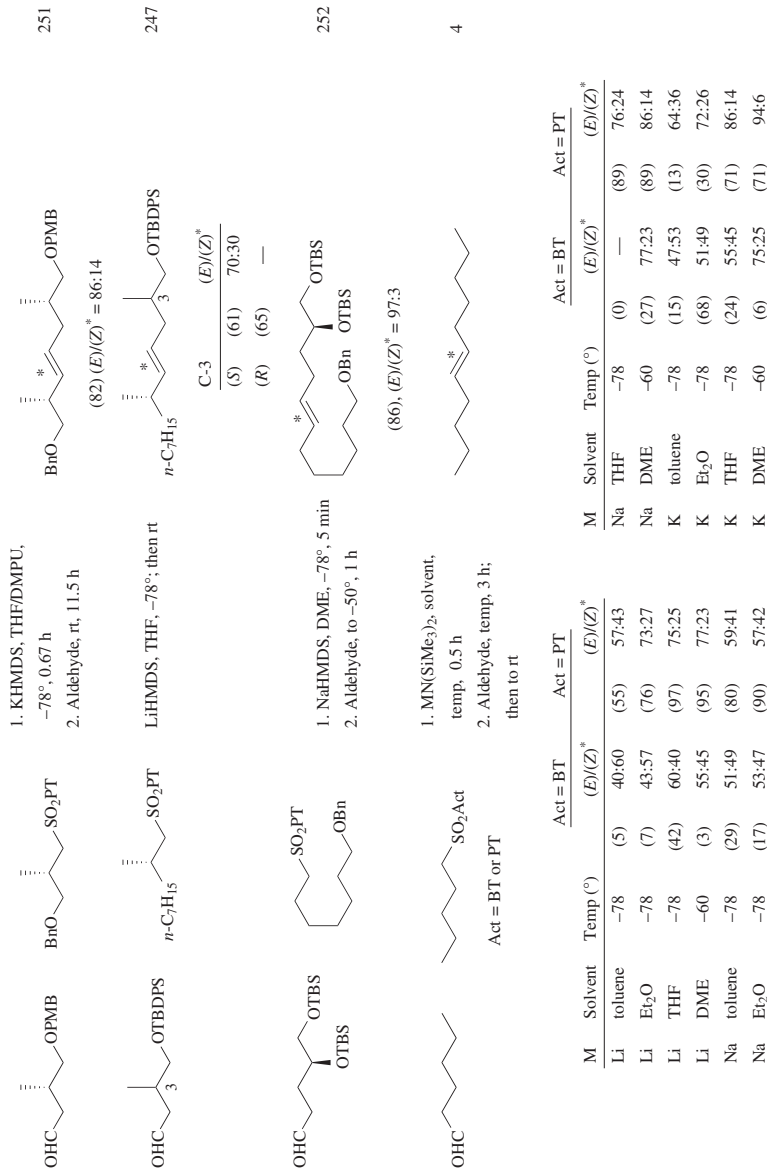 OHC OPMB
BnO SO2PT
1. KHMDS, THF/DMPU,
−78°, 0.67 h
2. Aldehyde, rt, 11.5 h
BnO * OPMB
(82) (E)/(Z)* = 86:14
251
OHC 3 OTBDPS
n-C7H15 SO2PT
LiHMDS, THF, −78°; then rt
n-C7H15 * 3 OTBDPS
247
C-3 (E)/(Z)*
(S) (61) 70:30
(R) (65) —
OHC OTBS
OTBS
SO2PT
OBn
1. NaHMDS, DME, −78°, 5 min
2. Aldehyde, to −50°, 1 h
* OTBS
OBn OTBS
(86), (E)/(Z)* = 97:3
252
OHC
SO2Act
Act = BT or PT
1. MN(SiMe3)2, solvent,
temp, 0.5 h
2. Aldehyde, temp, 3 h;
then to rt
*
4
Act = BT Act = PT
M Solvent Temp (°) (E)/(Z)* (E)/(Z)*
Li toluene −78 (5) 40:60 (55) 57:43
Li Et2O −78 (7) 43:57 (76) 73:27
Li THF −78 (42) 60:40 (97) 75:25
Li DME −60 (3) 55:45 (95) 77:23
Na toluene −78 (29) 51:49 (80) 59:41
Na Et2O −78 (17) 53:47 (90) 57:42
Act = BT Act = PT
M Solvent Temp (°) (E)/(Z)* (E)/(Z)*
Na THF −78 (0) — (89) 76:24
Na DME −60 (27) 77:23 (89) 86:14
K toluene −78 (15) 47:53 (13) 64:36
K Et2O −78 (68) 51:49 (30) 72:26
K THF −78 (24) 55:45 (71) 86:14
K DME −60 (6) 75:25 (71) 94:6